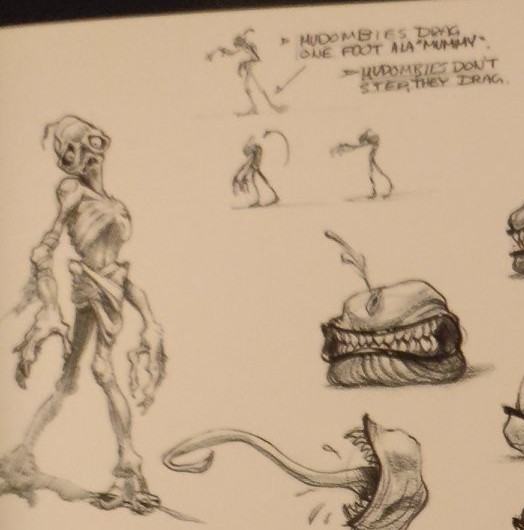 MUDOMBIES DRAG
ONE FOOT A LA "MUMMY".
MUDOMBIES DON'T
STEP, THEY DRAG.